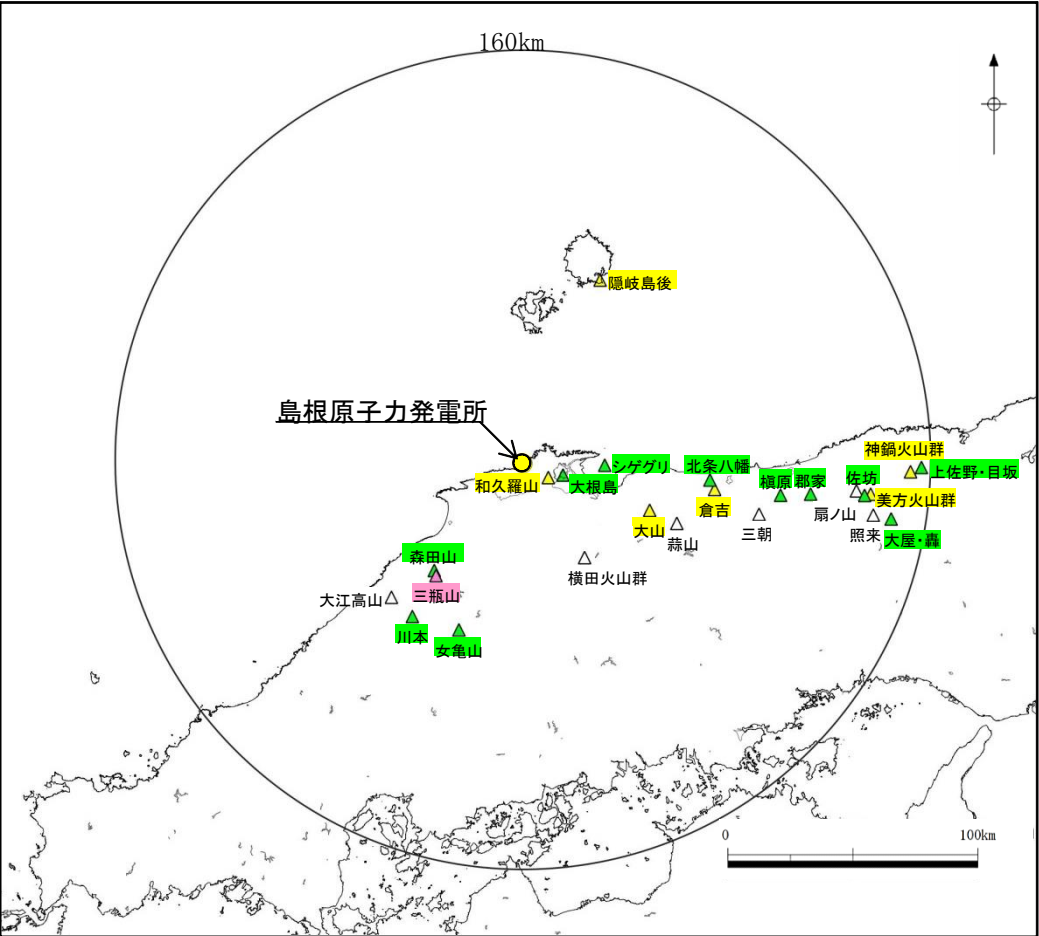 160km
隠岐島後
島根原子力発電所
神鍋火山群
シゲグリ
北条八幡
上佐野・目坂
和久羅山
大根島
槇原
郡家
佐坊
倉吉
美方火山群
扇ノ山
大山
三朝
照来
蒜山
大屋・轟
森田山
横田火山群
三瓶山
大江高山
川本
女亀山
0
100km